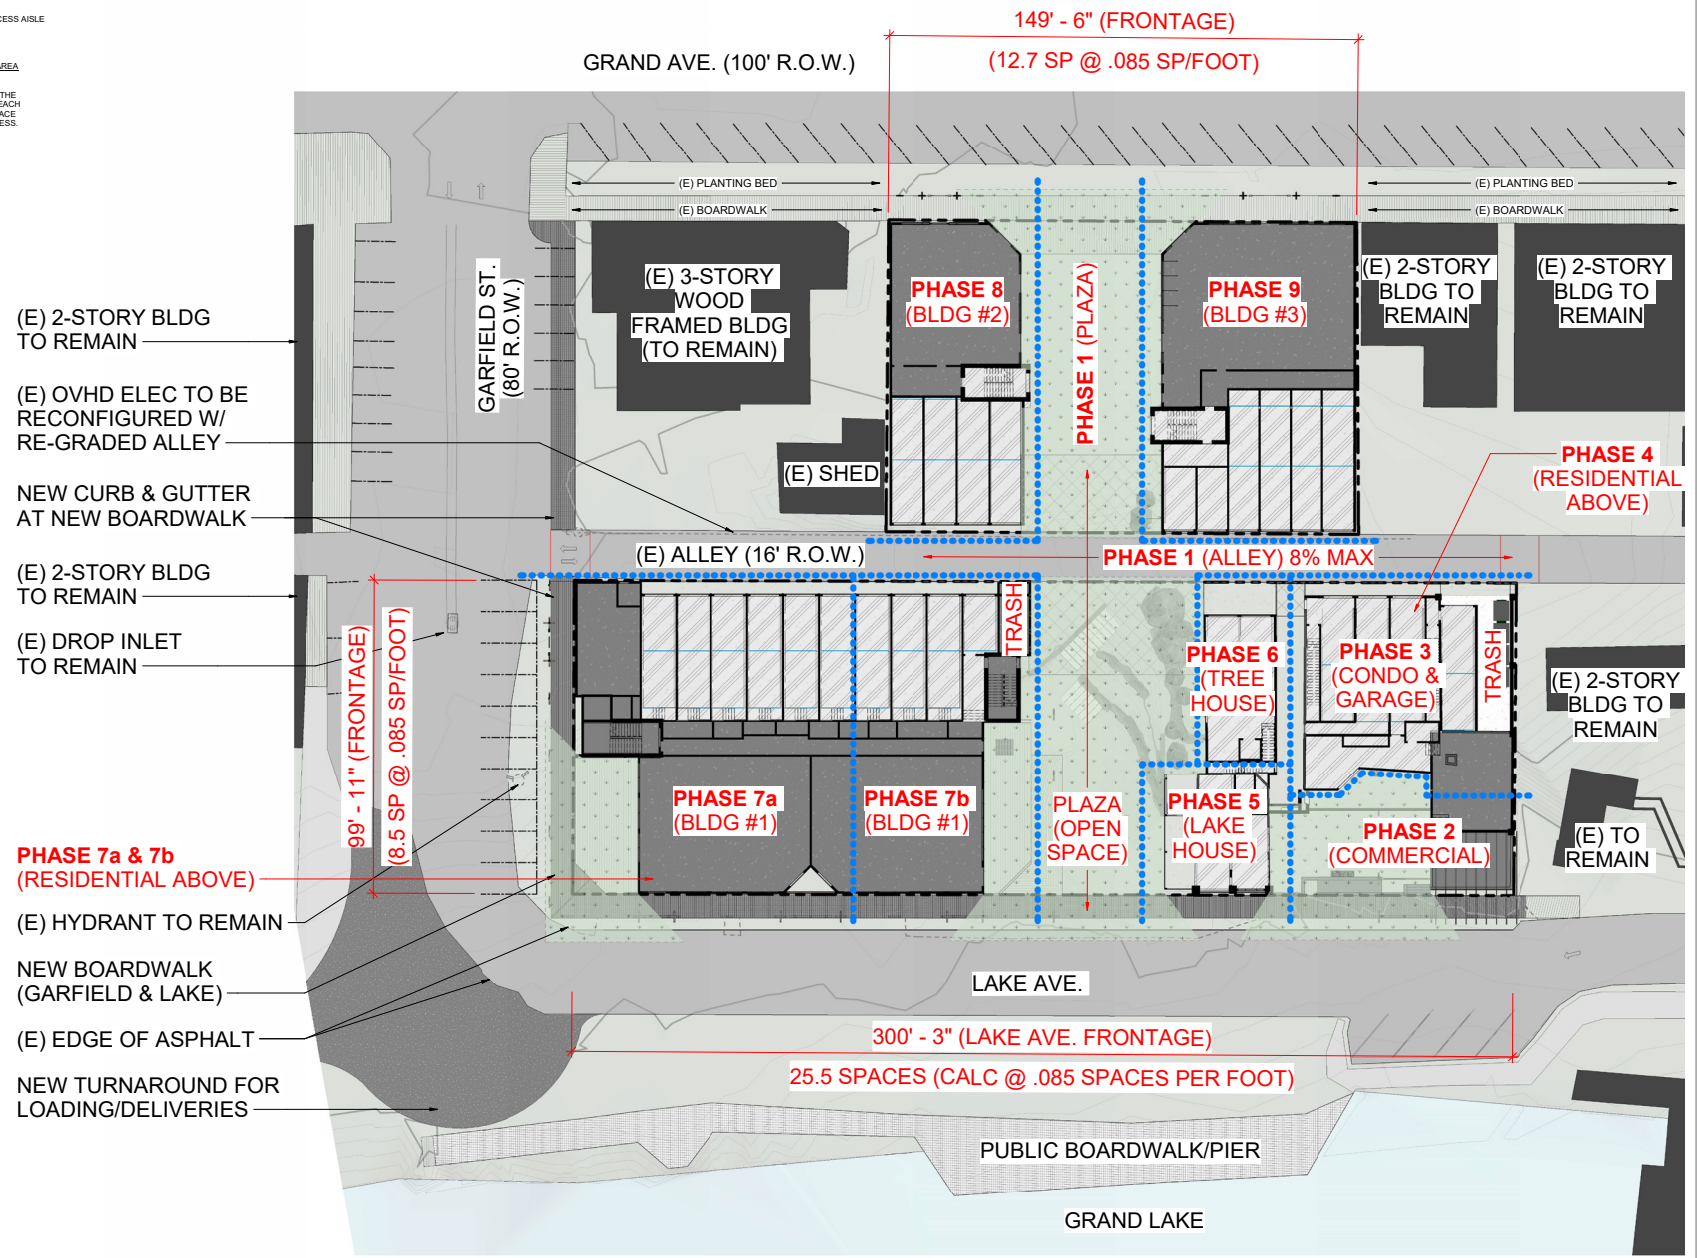 CESS AISLE
AREA
THE
EACH
ACE
ESS.
149' - 6" (FRONTAGE)
(12.7 SP @ .085 SP/FOOT)
GRAND AVE. (100' R.O.W.)
(E) PLANTING BED
(E) BOARDWALK
(E) PLANTING BED
(E) BOARDWALK
GARFIELD ST.
(80' R.O.W.)
(E) 3-STORY
WOOD
FRAMED BLDG
(TO REMAIN)
PHASE 8
(BLDG #2)
PHASE 1 (PLAZA)
PHASE 9
(BLDG #3)
(E) 2-STORY
BLDG TO
REMAIN
(E) 2-STORY
BLDG TO
REMAIN
(E) 2-STORY BLDG
TO REMAIN
(E) OVHD ELEC TO BE
RECONFIGURED W/
RE-GRADED ALLEY
NEW CURB & GUTTER
AT NEW BOARDWALK
(E) 2-STORY BLDG
TO REMAIN
(E) DROP INLET
TO REMAIN
PHASE 7a & 7b
(RESIDENTIAL ABOVE)
(E) HYDRANT TO REMAIN
NEW BOARDWALK
(GARFIELD & LAKE)
(E) EDGE OF ASPHALT
NEW TURNAROUND FOR
LOADING/DELIVERIES
(E) SHED
PHASE 4
(RESIDENTIAL
ABOVE)
(E) ALLEY (16' R.O.W.)
PHASE 1 (ALLEY) 8% MAX
99' - 11" (FRONTAGE)
(8.5 SP @ .085 SP/FOOT)
TRASH
PHASE 6
(TREE
HOUSE)
PHASE 3
(CONDO &
GARAGE)
TRASH
(E) 2-STORY
BLDG TO
REMAIN
PHASE 7a
(BLDG #1)
PHASE 7b
(BLDG #1)
PLAZA
(OPEN
SPACE)
PHASE 5
(LAKE
HOUSE)
PHASE 2
(COMMERCIAL)
(E) TO
REMAIN
LAKE AVE.
300' - 3" (LAKE AVE. FRONTAGE)
25.5 SPACES (CALC @ .085 SPACES PER FOOT)
PUBLIC BOARDWALK/PIER
GRAND LAKE